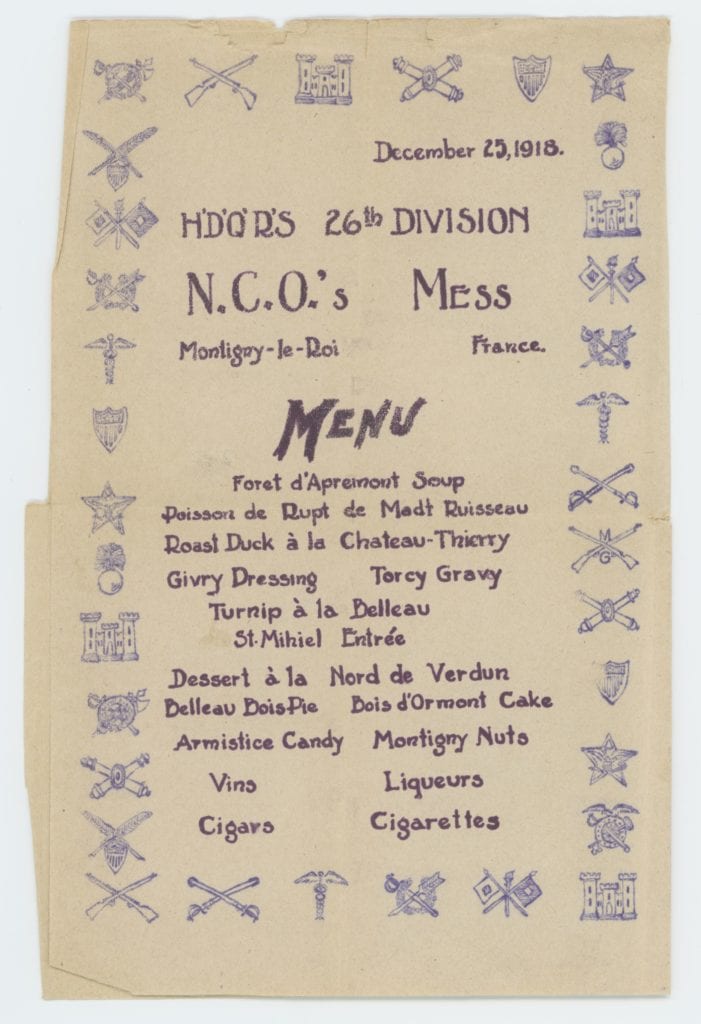 December 25, 1918.
H'D'Q'R'S 26th DIVISION
N.C.O.'s MESS
Montigny-le-Roi France.
MENU
Foret d'Apremont Soup
Poisson de Rupt de Madt Ruisseau
Roast Duck à la Chateau-Thierry
Givry Dressing Torcy Gravy
Turnip à la Belleau
St. Mihiel Entrée
Dessert à la Nord de Verdun
Belleau Bois Pie Bois d'Ormont Cake
Armistice Candy Montigny Nuts
Vins Liqueurs
Cigars Cigarettes
M
G